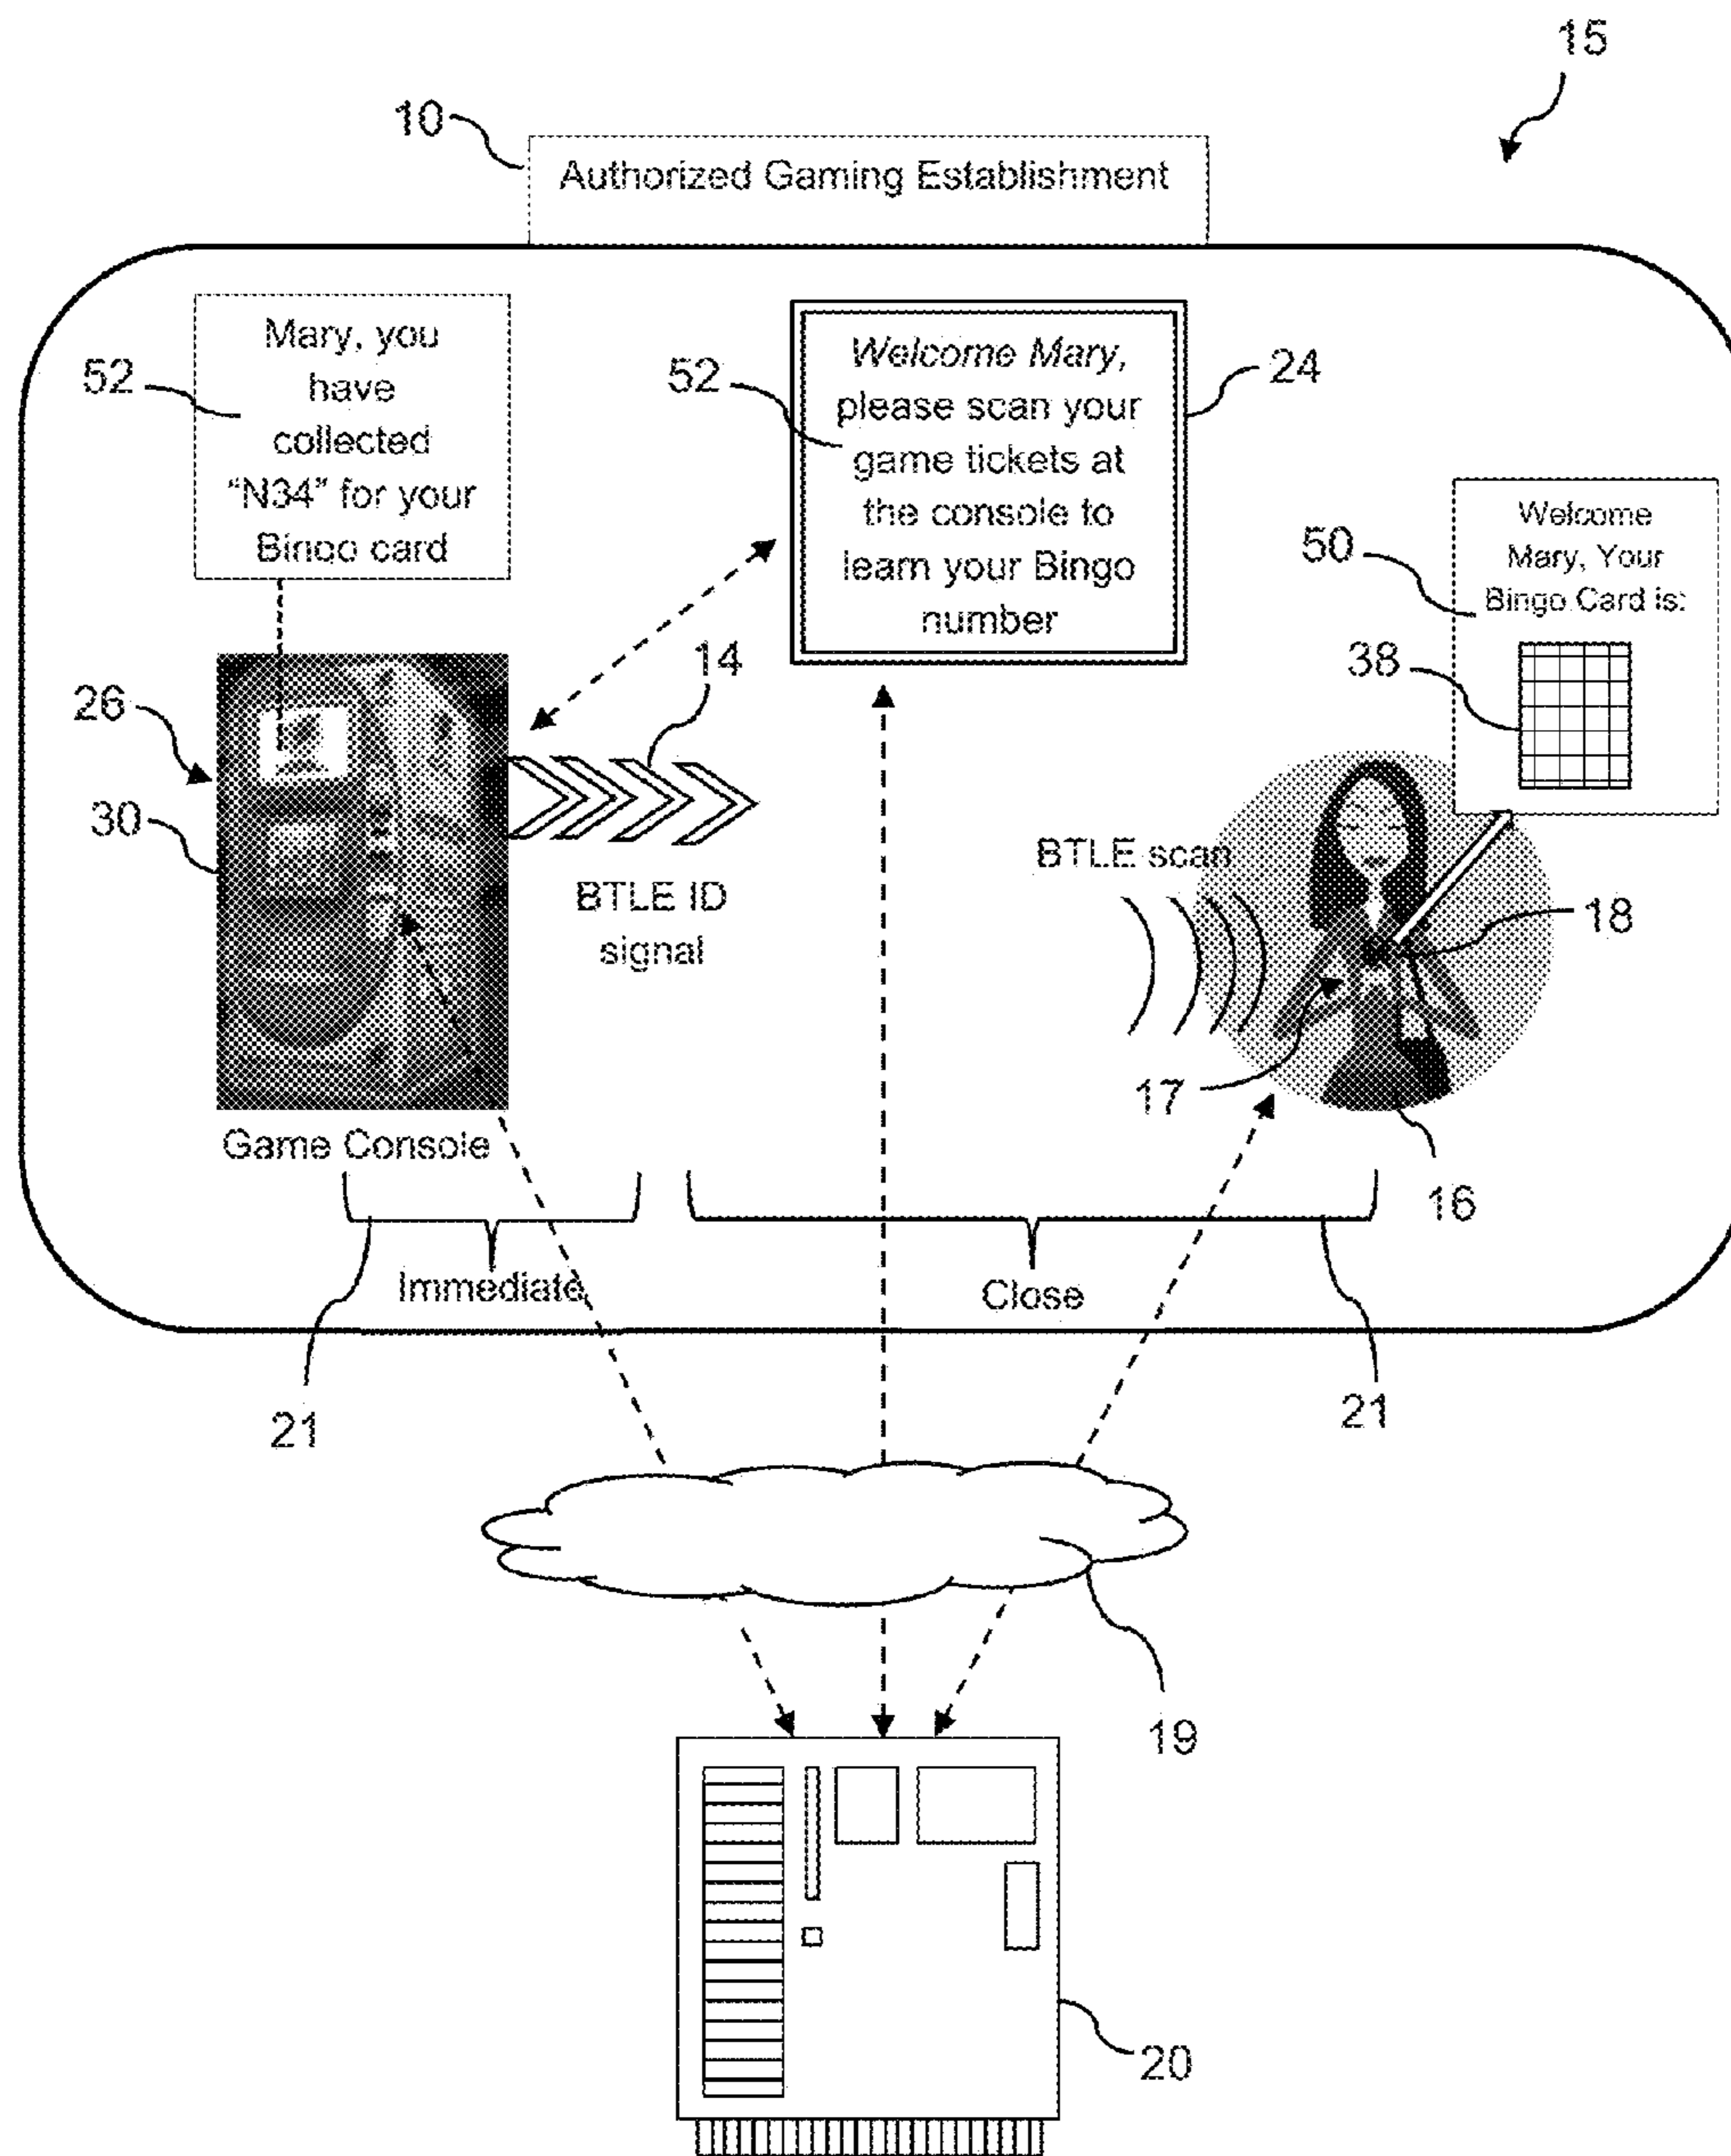 15
10
Authorized Gaming Establishment
Mary, you
have
collected
“N34” for your
Bingo card
52
Welcome Mary,
please scan your
game tickets at
the console to
learn your Bingo
number
52
24
Welcome
Mary, Your
Bingo Card is:
50
38
14
26
30
BTLE ID
signal
BTLE scan
18
17
16
Game Console
Immediate
Close
21
21
19
20